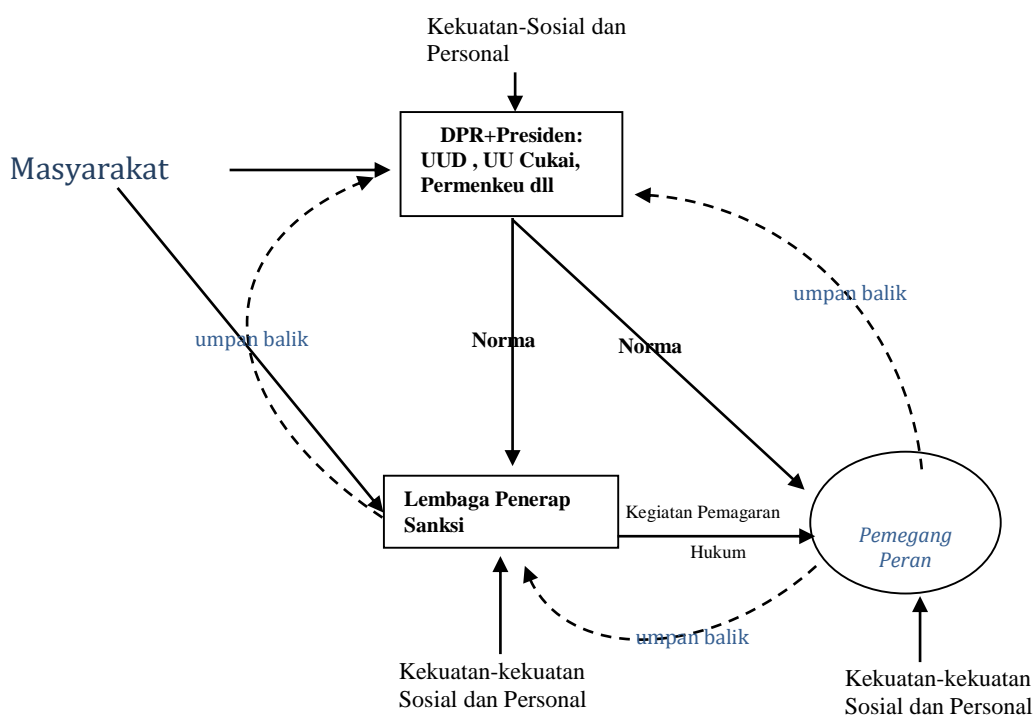 Kekuatan-Sosial dan
Personal
DPR+Presiden:
UUD , UU Cukai,
Permenkeu dll
Masyarakat
umpan balik
umpan balik
Norma
Norma
Lembaga Penerap
Sanksi
Kegiatan Pemagaran
Hukum
Pemegang
Peran
umpan balik
Kekuatan-kekuatan
Sosial dan Personal
Kekuatan-kekuatan
Sosial dan Personal